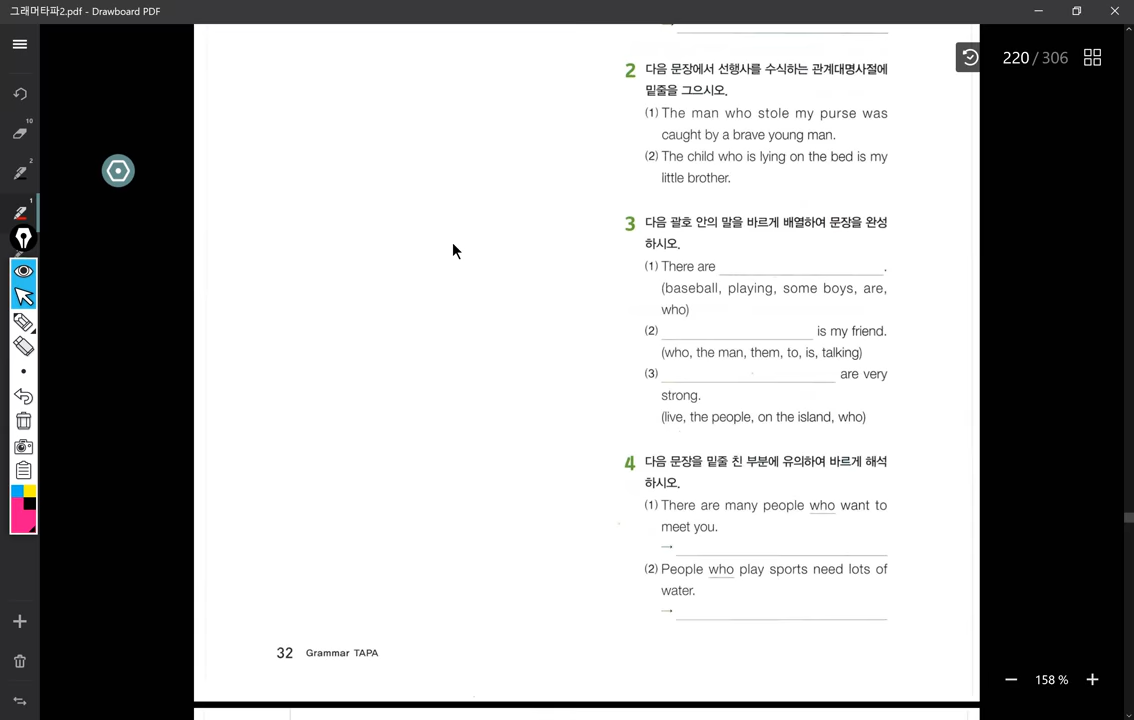 그래머타파2.pdf - Drawboard PDF
220 / 306
10
2
1
2 다음 문장에서 선행사를 수식하는 관계대명사절에
밑줄을 그으시오.
(1) The man who stole my purse was
caught by a brave young man.
(2) The child who is lying on the bed is my
little brother.
3 다음 괄호 안의 말을 바르게 배열하여 문장을 완성
하시오.
(1) There are ____________________ .
(baseball, playing, some boys, are,
who)
(2) ____________________ is my friend.
(who, the man, them, to, is, talking)
(3) ____________________ are very
strong.
(live, the people, on the island, who)
4 다음 문장을 밑줄 친 부분에 유의하여 바르게 해석
하시오.
(1) There are many people who want to
meet you.
→ ____________________
(2) People who play sports need lots of
water.
→ ____________________
32 Grammar TAPA
158 %